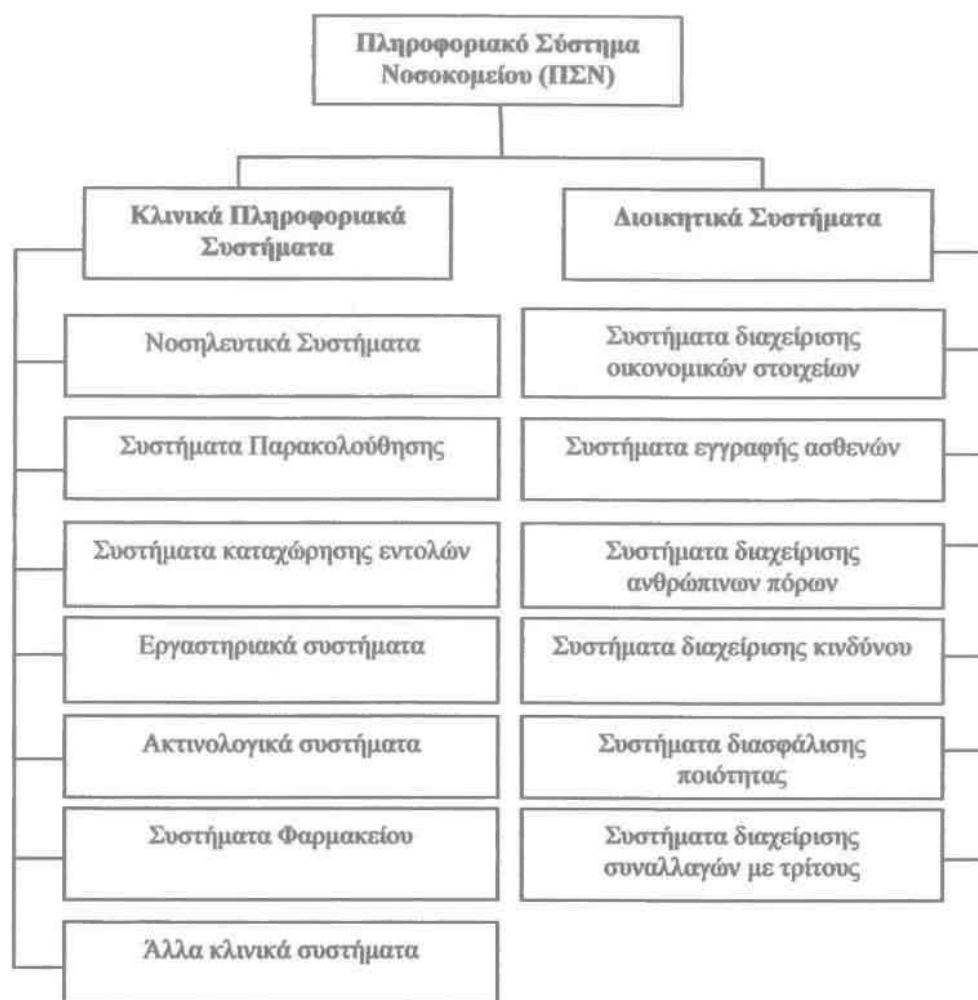 Πληροφοριακό Σύστημα
Νοσοκομείου (ΠΣΝ)
Κλινικά Πληροφοριακά
Συστήματα
Νοσηλευτικά Συστήματα
Συστήματα Παρακολούθησης
Συστήματα καταχώρησης εντολών
Εργαστηριακά συστήματα
Ακτινολογικά συστήματα
Συστήματα Φαρμακείου
Άλλα κλινικά συστήματα
Διοικητικά Συστήματα
Συστήματα διαχείρισης
οικονομικών στοιχείων
Συστήματα εγγραφής ασθενών
Συστήματα διαχείρισης
ανθρώπινων πόρων
Συστήματα διαχείρισης κινδύνου
Συστήματα διασφάλισης
ποιότητας
Συστήματα διαχείρισης
συναλλαγών με τρίτους